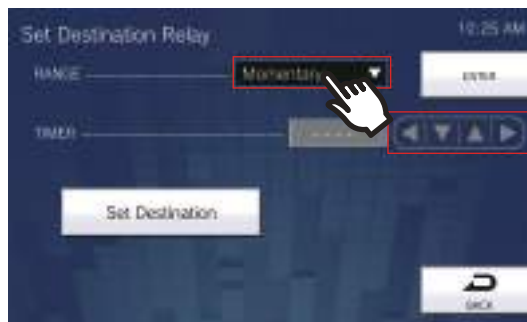 Set Destination Relay
10:25 AM
RANGE
Momentary
ENTER
TIMER
----
Set Destination
BACK